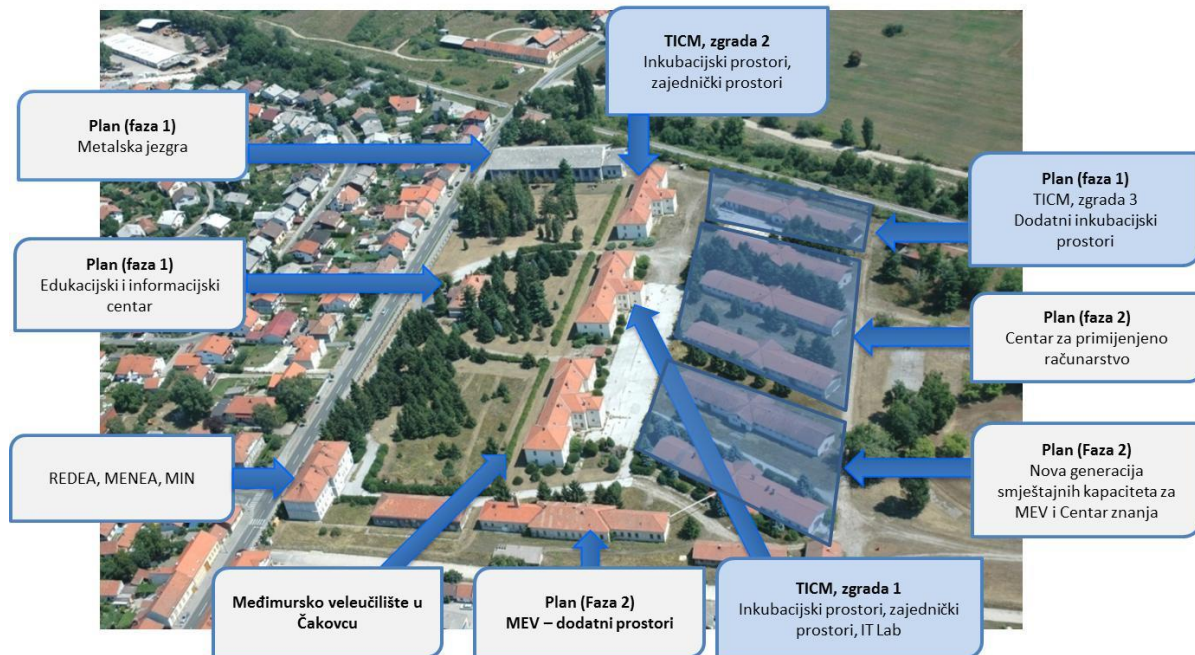 TICM, zgrada 2
Inkubacijski prostori,
zajednički prostori
Plan (faza 1)
Metalska jezgra
Plan (faza 1)
TICM, zgrada 3
Dodatni inkubacijski
prostori
Plan (faza 1)
Edukacijski i informacijski
centar
Plan (faza 2)
Centar za primijenjeno
računarstvo
REDEA, MENEA, MIN
Plan (Faza 2)
Nova generacija
smještajnih kapaciteta za
MEV i Centar znanja
Međimursko veleučilište u
Čakovcu
Plan (Faza 2)
MEV – dodatni prostori
TICM, zgrada 1
Inkubacijski prostori, zajednički
prostori, IT Lab